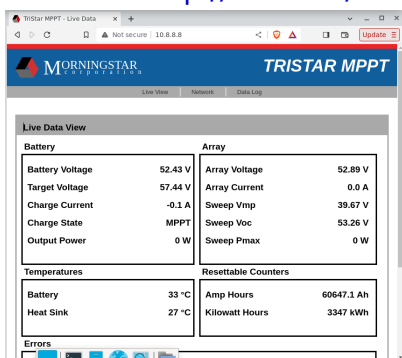 TriStar MPPT - Live Data
Not secure 10.8.8.8
Update
MORNINGSTAR
corporation
TRISTAR MPPT
Live View Network Data Log
Live Data View
Battery
Battery Voltage 52.43 V
Target Voltage 57.44 V
Charge Current -0.1 A
Charge State MPPT
Output Power 0 W
Array
Array Voltage 52.89 V
Array Current 0.0 A
Sweep Vmp 39.67 V
Sweep Voc 53.26 V
Sweep Pmax 0 W
Temperatures
Battery 33 °C
Heat Sink 27 °C
Resettable Counters
Amp Hours 60647.1 Ah
Kilowatt Hours 3347 kWh
Errors